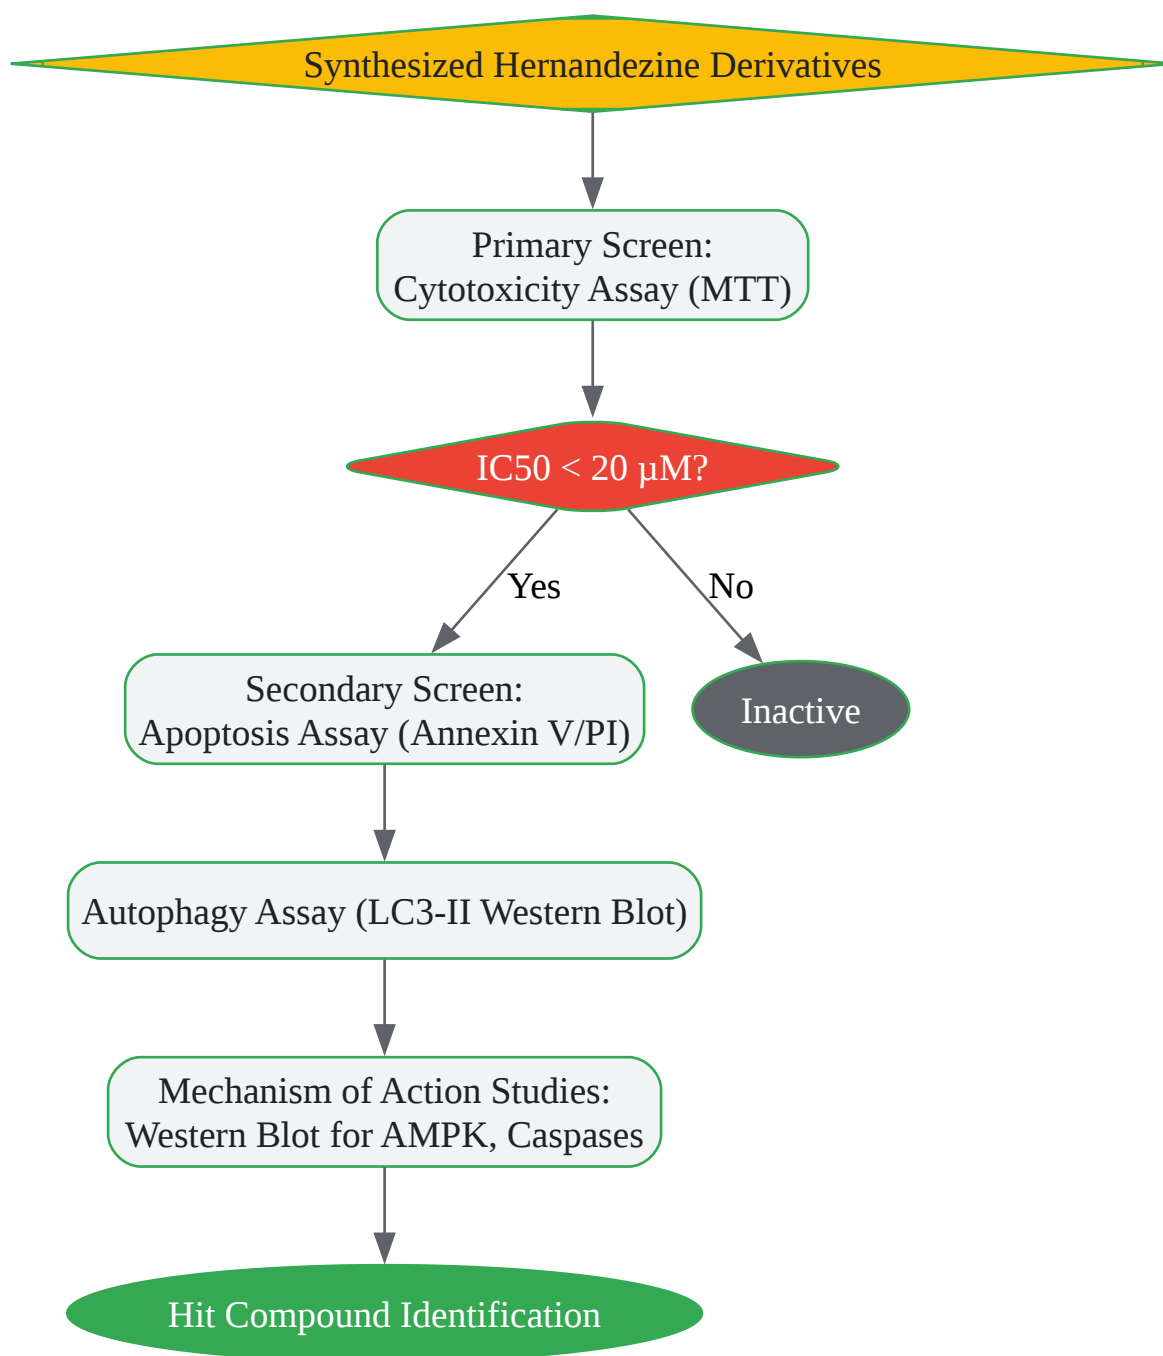 Synthesized Hernandezine Derivatives
Primary Screen:
Cytotoxicity Assay (MTT)
IC50 < 20 µM?
Yes
No
Secondary Screen:
Apoptosis Assay (Annexin V/PI)
Inactive
Autophagy Assay (LC3-II Western Blot)
Mechanism of Action Studies:
Western Blot for AMPK, Caspases
Hit Compound Identification